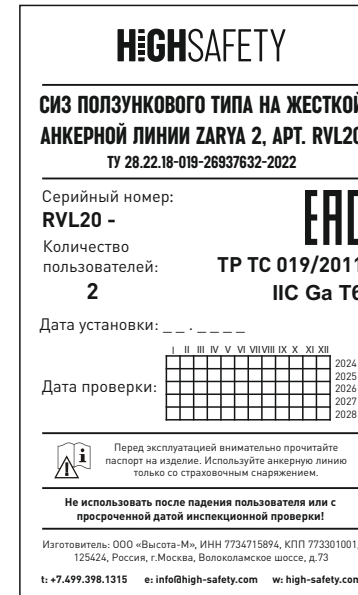 HIGHSAFETY
СИЗ ПОЛЗУНКОВОГО ТИПА НА ЖЕСТКОЙ
АНКЕРНОЙ ЛИНИИ ZARYA 2, АРТ. RVL20
ТУ 28.22.18-019-26937632-2022
Серийный номер:
RVL20 -
EAC
Количество
пользователей:
ТР ТС 019/2011
2
IIC Ga T6
Дата установки: _ _ . _ _ _ _
I II III IV V VI VII VIII IX X XI XII
2024
2025
Дата проверки:
2026
2027
2028
Перед эксплуатацией внимательно прочитайте
паспорт на изделие. Используйте анкерную линию
только со страховочным снаряжением.
Не использовать после падения пользователя или с
просроченной датой инспекционной проверки!
Изготовитель: ООО «Высота-М», ИНН 7734715894, КПП 773301001,
125424, Россия, г.Москва, Волоколамское шоссе, д.73
t: +7.499.398.1315 e: info@high-safety.com w: high-safety.com